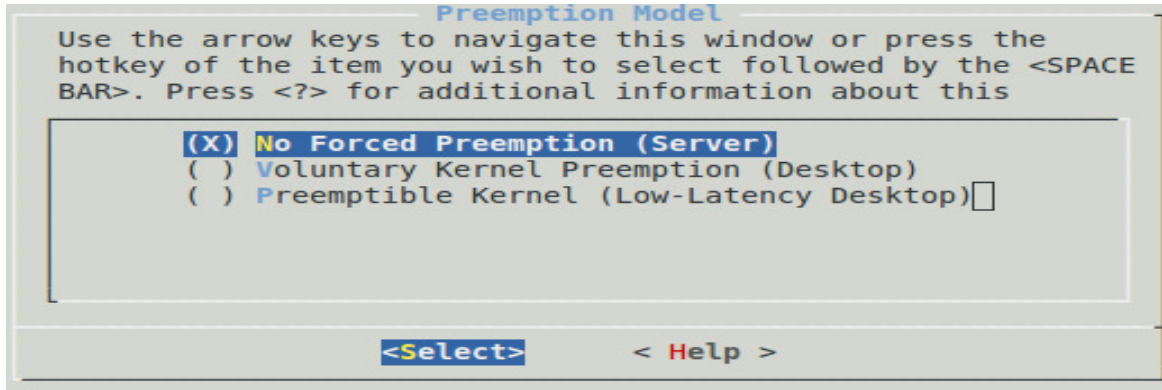 Preemption Model
Use the arrow keys to navigate this window or press the
hotkey of the item you wish to select followed by the <SPACE
BAR>. Press <?> for additional information about this
(X) No Forced Preemption (Server)
( ) Voluntary Kernel Preemption (Desktop)
( ) Preemptible Kernel (Low-Latency Desktop)
<Select> < Help >